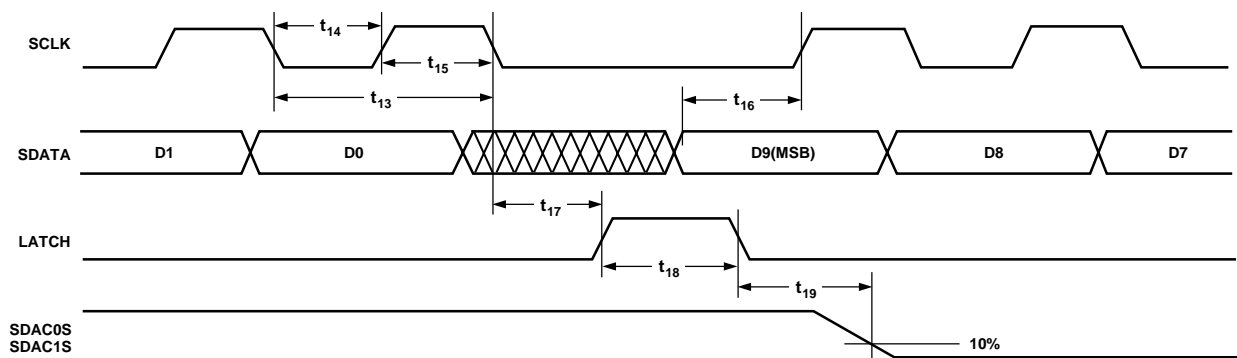 SCLK
t14
t15
t13
t16
SDATA
D1
D0
D9(MSB)
D8
D7
t17
LATCH
t18
t19
SDAC0S
SDAC1S
10%